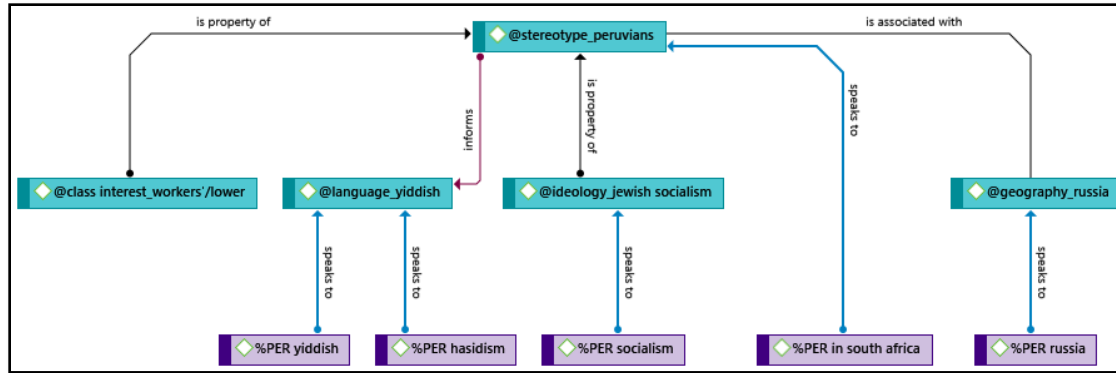 is property of
@stereotype_peruvians
is associated with
informs
is property of
speaks to
@class interest_workers'/lower
@language_yiddish
@ideology_jewish socialism
@geography_russia
speaks to
speaks to
speaks to
speaks to
%PER yiddish
%PER hasidism
%PER socialism
%PER in south africa
%PER russia